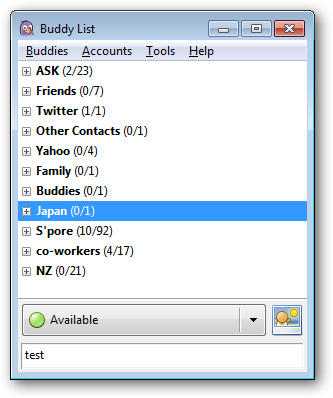 Buddy List
Buddies Accounts Tools Help
ASK (2/23)
Friends (0/7)
Twitter (1/1)
Other Contacts (0/1)
Yahoo (0/4)
Family (0/1)
Buddies (0/1)
Japan (0/1)
S'pore (10/92)
co-workers (4/17)
NZ (0/21)
Available
test